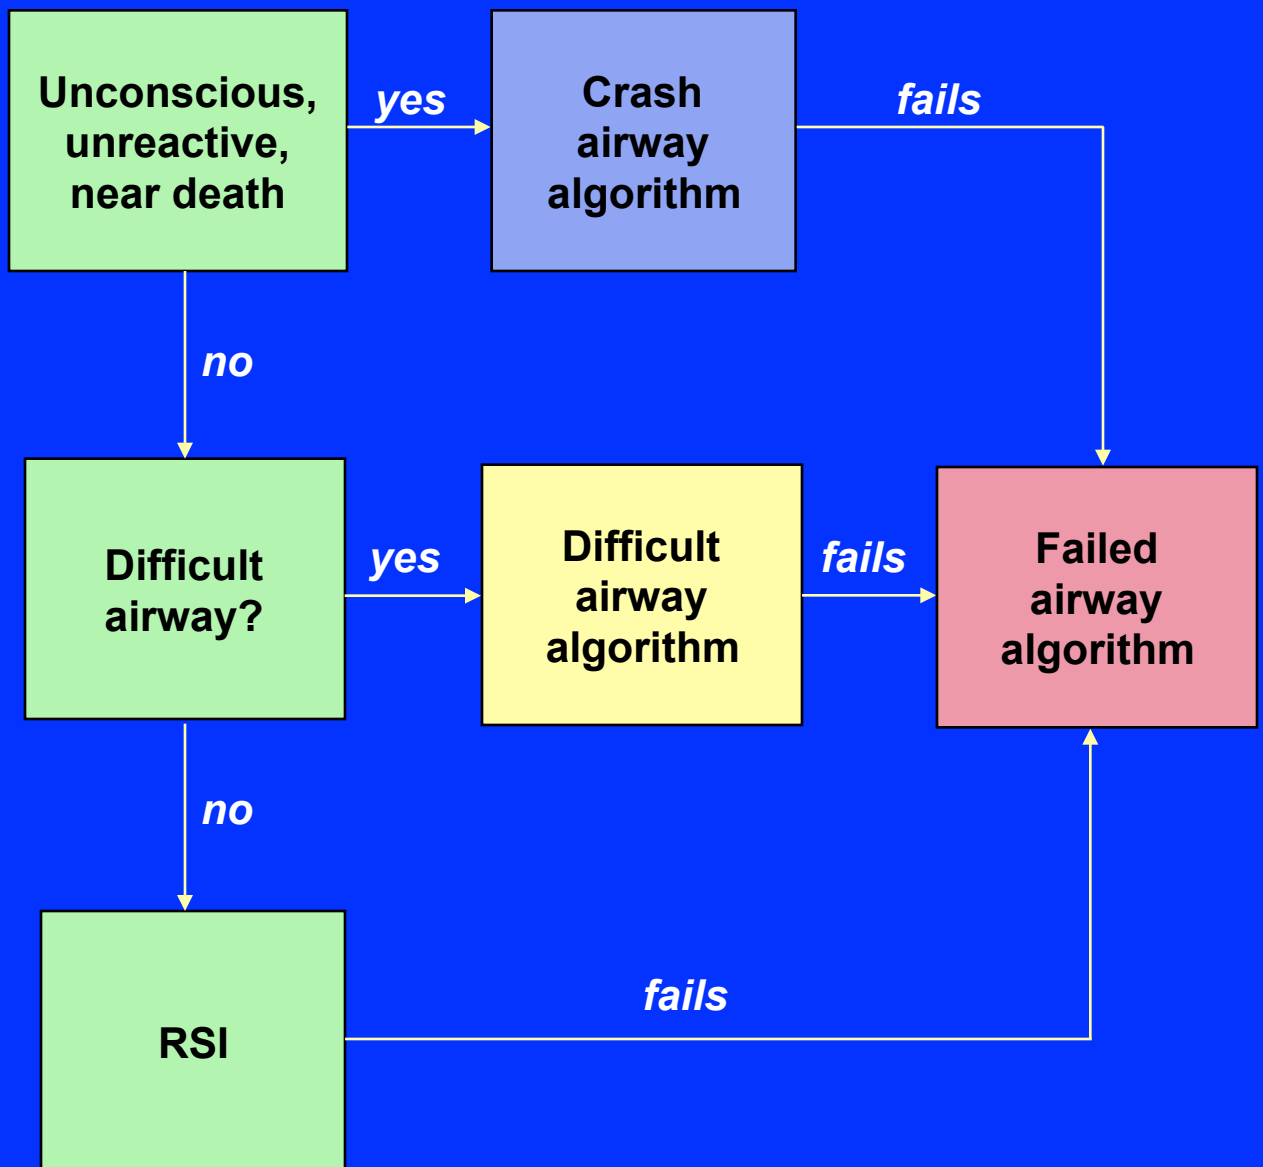 Unconscious,
unreactive,
near death
yes
Crash
airway
algorithm
fails
no
Difficult
airway?
yes
Difficult
airway
algorithm
fails
Failed
airway
algorithm
no
RSI
fails